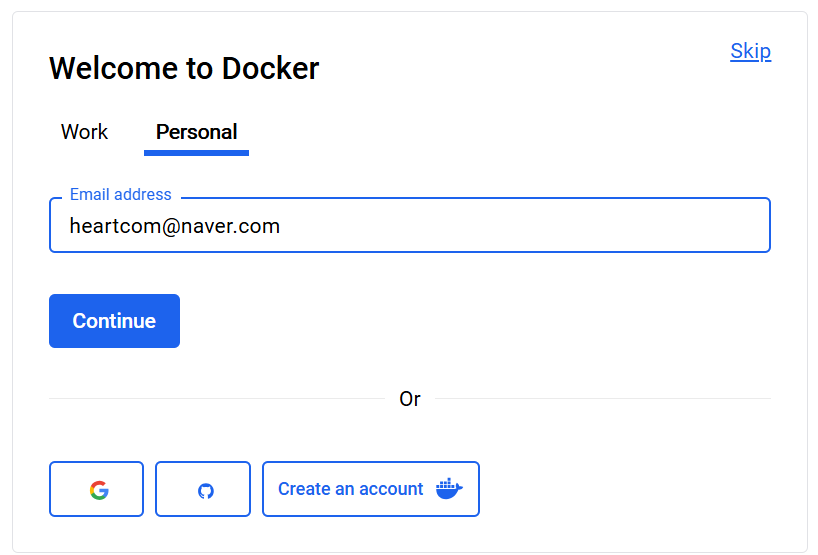 Skip
Welcome to Docker
Work Personal
Email address
heartcom@naver.com
Continue
Or
Create an account